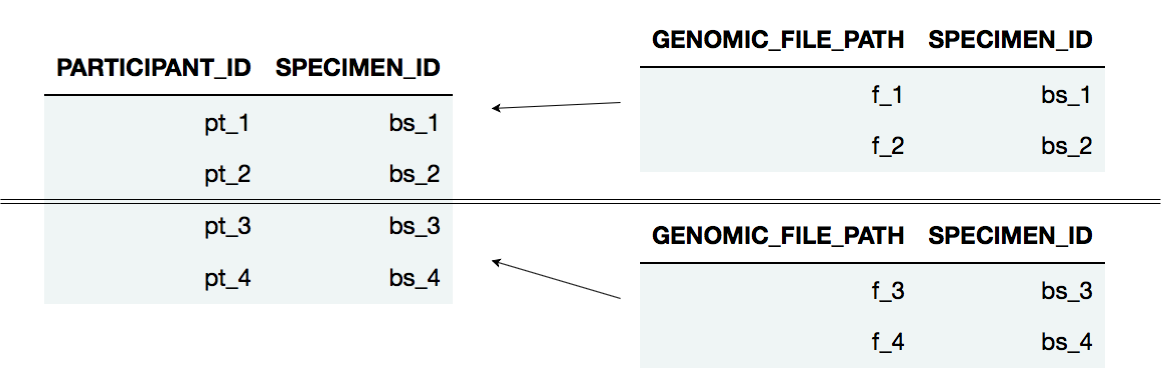 PARTICIPANT_ID SPECIMEN_ID
pt_1 bs_1
pt_2 bs_2
pt_3 bs_3
pt_4 bs_4
GENOMIC_FILE_PATH SPECIMEN_ID
f_1 bs_1
f_2 bs_2
GENOMIC_FILE_PATH SPECIMEN_ID
f_3 bs_3
f_4 bs_4